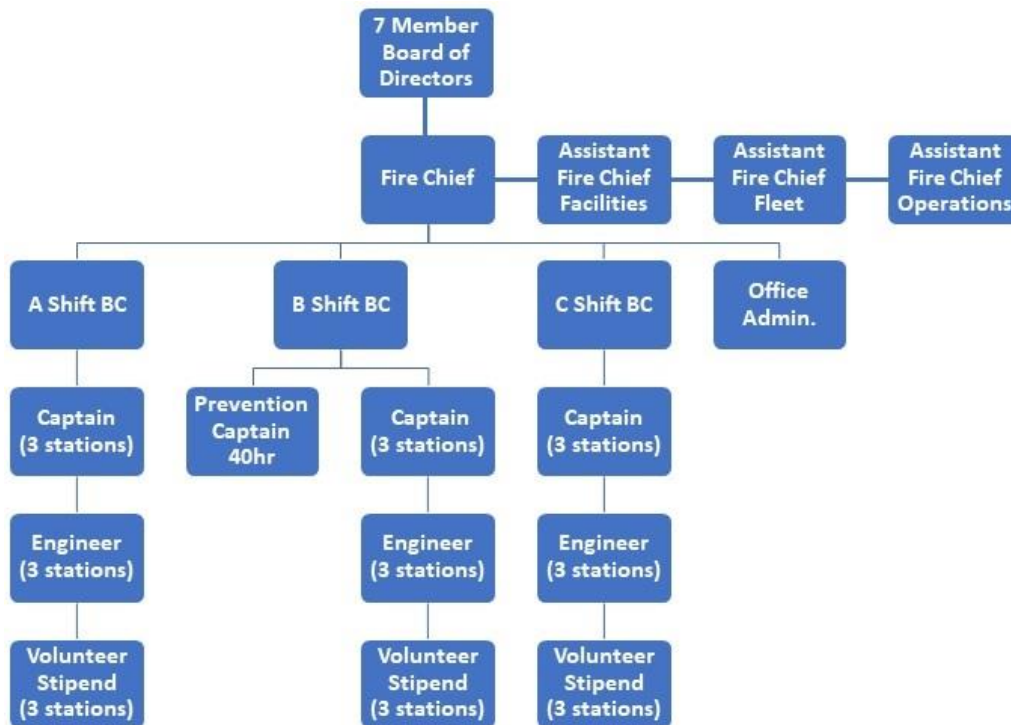 7 Member
Board of
Directors
Fire Chief
Assistant
Fire Chief
Facilities
Assistant
Fire Chief
Fleet
Assistant
Fire Chief
Operations
A Shift BC
B Shift BC
C Shift BC
Office
Admin.
Captain
(3 stations)
Prevention
Captain
40hr
Captain
(3 stations)
Captain
(3 stations)
Engineer
(3 stations)
Engineer
(3 stations)
Engineer
(3 stations)
Volunteer
Stipend
(3 stations)
Volunteer
Stipend
(3 stations)
Volunteer
Stipend
(3 stations)